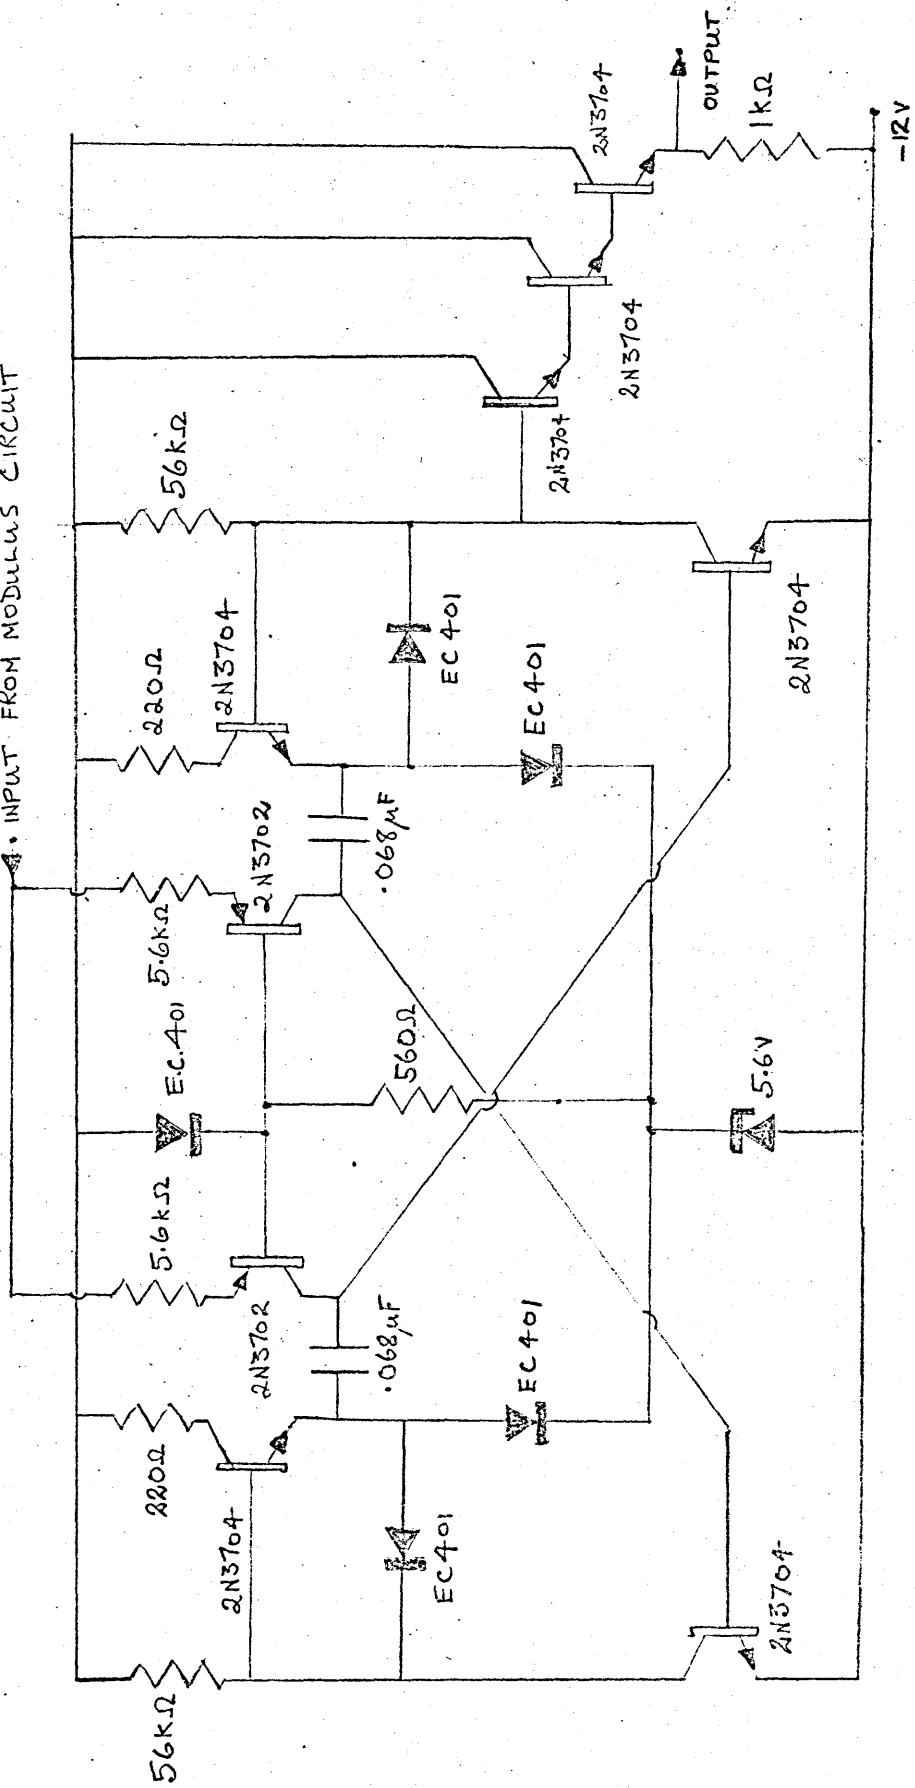 INPUT FROM MODULUS CIRCUIT
56KΩ
220Ω
2N3704
5.6KΩ
2N3702
.068μF
EC401
EC401
5.6KΩ
E.C.401
560Ω
5.6V
2N3702
.068μF
220Ω
2N3704
EC401
EC401
56KΩ
2N3704
2N3704
2N3704
2N3704
2N3704
OUTPUT
1KΩ
-12V